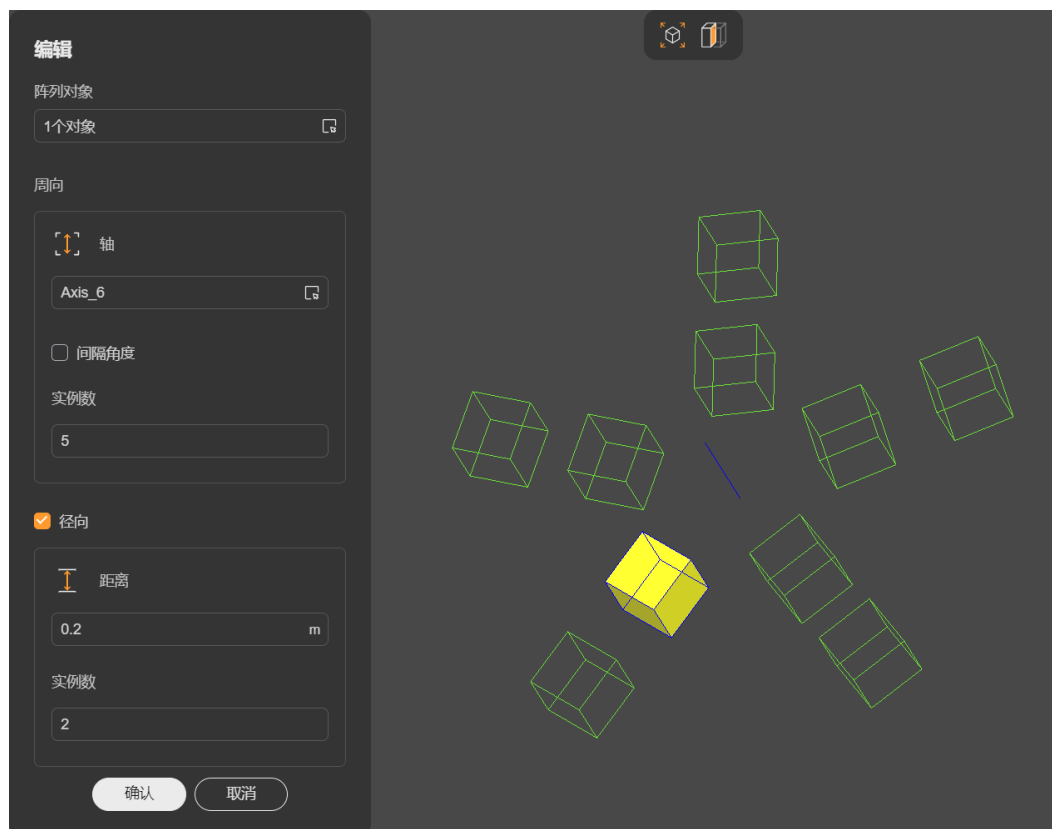 编辑
阵列对象
1个对象
周向
轴
Axis_6
间隔角度
实例数
5
径向
距离
0.2 m
实例数
2
确认 取消